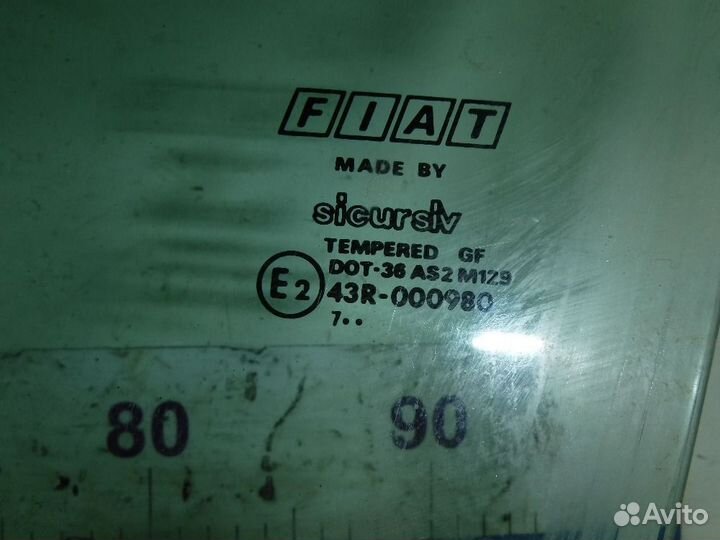 FIAT
MADE BY
sicursiv
TEMPERED GF
DOT-36 AS2 M129
E2 43R-000980
7..
80 90
Avito